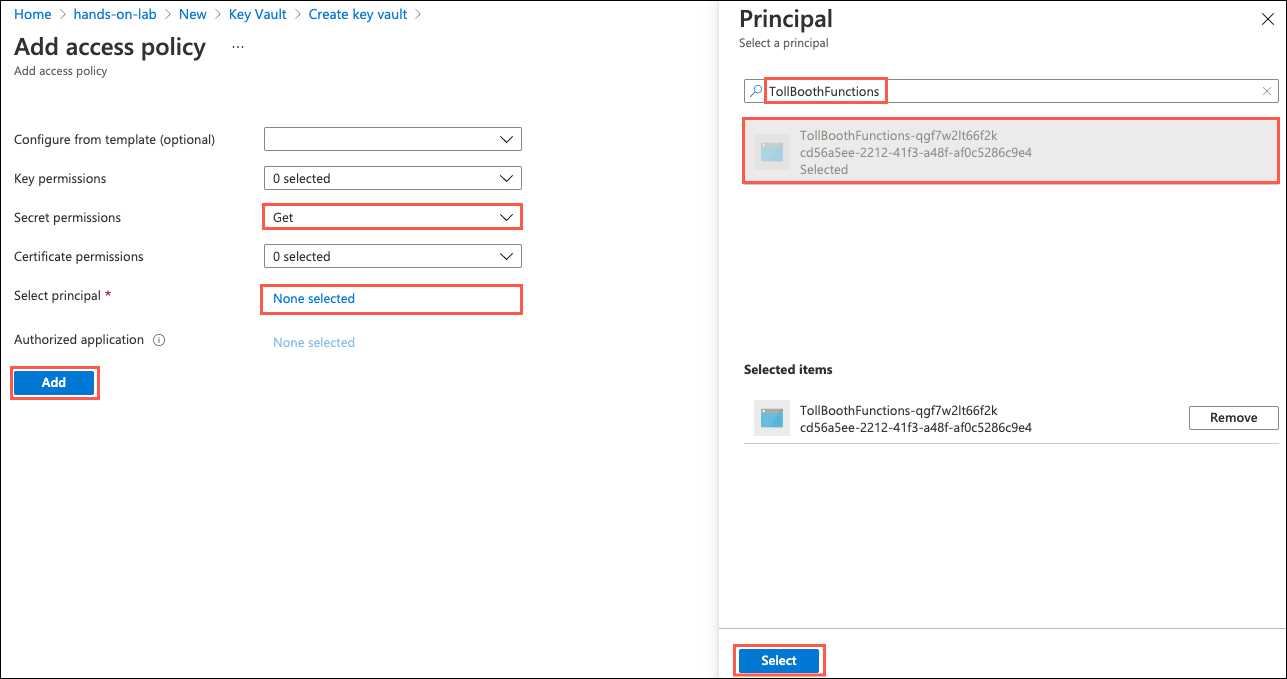 Home > hands-on-lab > New > Key Vault > Create key vault >
Add access policy ...
Add access policy
Configure from template (optional)
Key permissions
0 selected
Secret permissions
Get
Certificate permissions
0 selected
Select principal *
None selected
Authorized application
None selected
Add
Principal
Select a principal
TollBoothFunctions
TollBoothFunctions-qgf7w2lt66f2k
cd56a5ee-2212-41f3-a48f-af0c5286c9e4
Selected
Selected items
TollBoothFunctions-qgf7w2lt66f2k
cd56a5ee-2212-41f3-a48f-af0c5286c9e4
Remove
Select